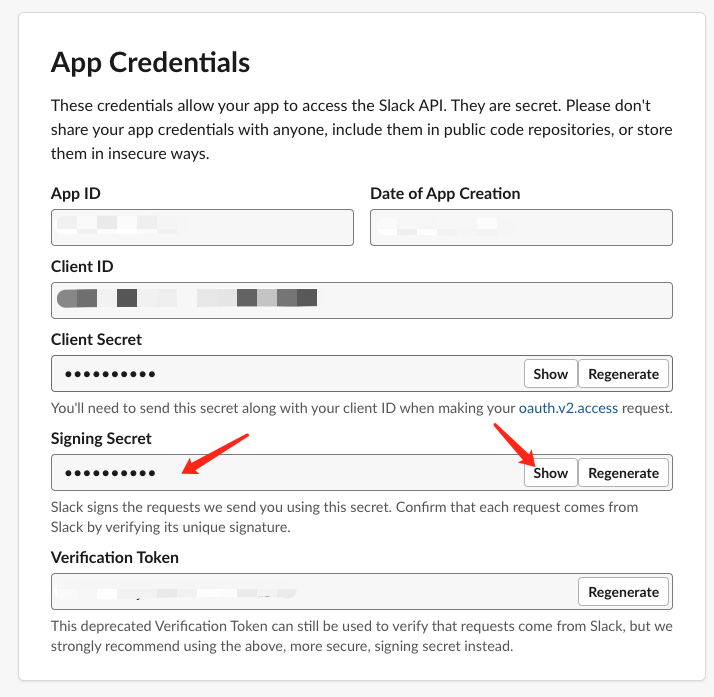 App Credentials
These credentials allow your app to access the Slack API. They are secret. Please don't
share your app credentials with anyone, include them in public code repositories, or store
them in insecure ways.
App ID
Date of App Creation
Client ID
Client Secret
●●●●●●●●●●
Show
Regenerate
You'll need to send this secret along with your client ID when making your oauth.v2.access request.
Signing Secret
●●●●●●●●●●
Show
Regenerate
Slack signs the requests we send you using this secret. Confirm that each request comes from
Slack by verifying its unique signature.
Verification Token
Regenerate
This deprecated Verification Token can still be used to verify that requests come from Slack, but we
strongly recommend using the above, more secure, signing secret instead.